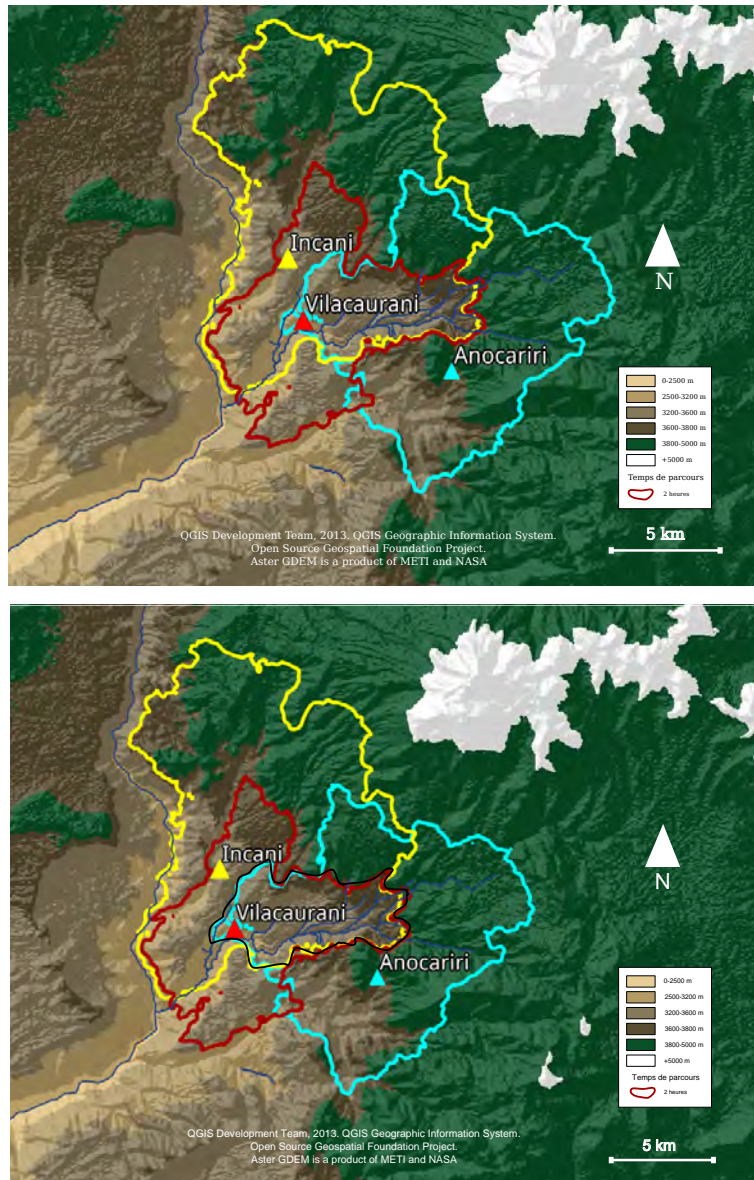 Incani
Vilacaurani
Anocariri
N
0-2500 m
2500-3200 m
3200-3600 m
3600-3800 m
3800-5000 m
+5000 m
Temps de parcours
2 heures
5 km
QGIS Development Team, 2013. QGIS Geographic Information System.
Open Source Geospatial Foundation Project.
Aster GDEM is a product of METI and NASA
Incani
Vilacaurani
Anocariri
N
0-2500 m
2500-3200 m
3200-3600 m
3600-3800 m
3800-5000 m
+5000 m
Temps de parcours
2 heures
5 km
QGIS Development Team, 2013. QGIS Geographic Information System.
Open Source Geospatial Foundation Project.
Aster GDEM is a product of METI and NASA